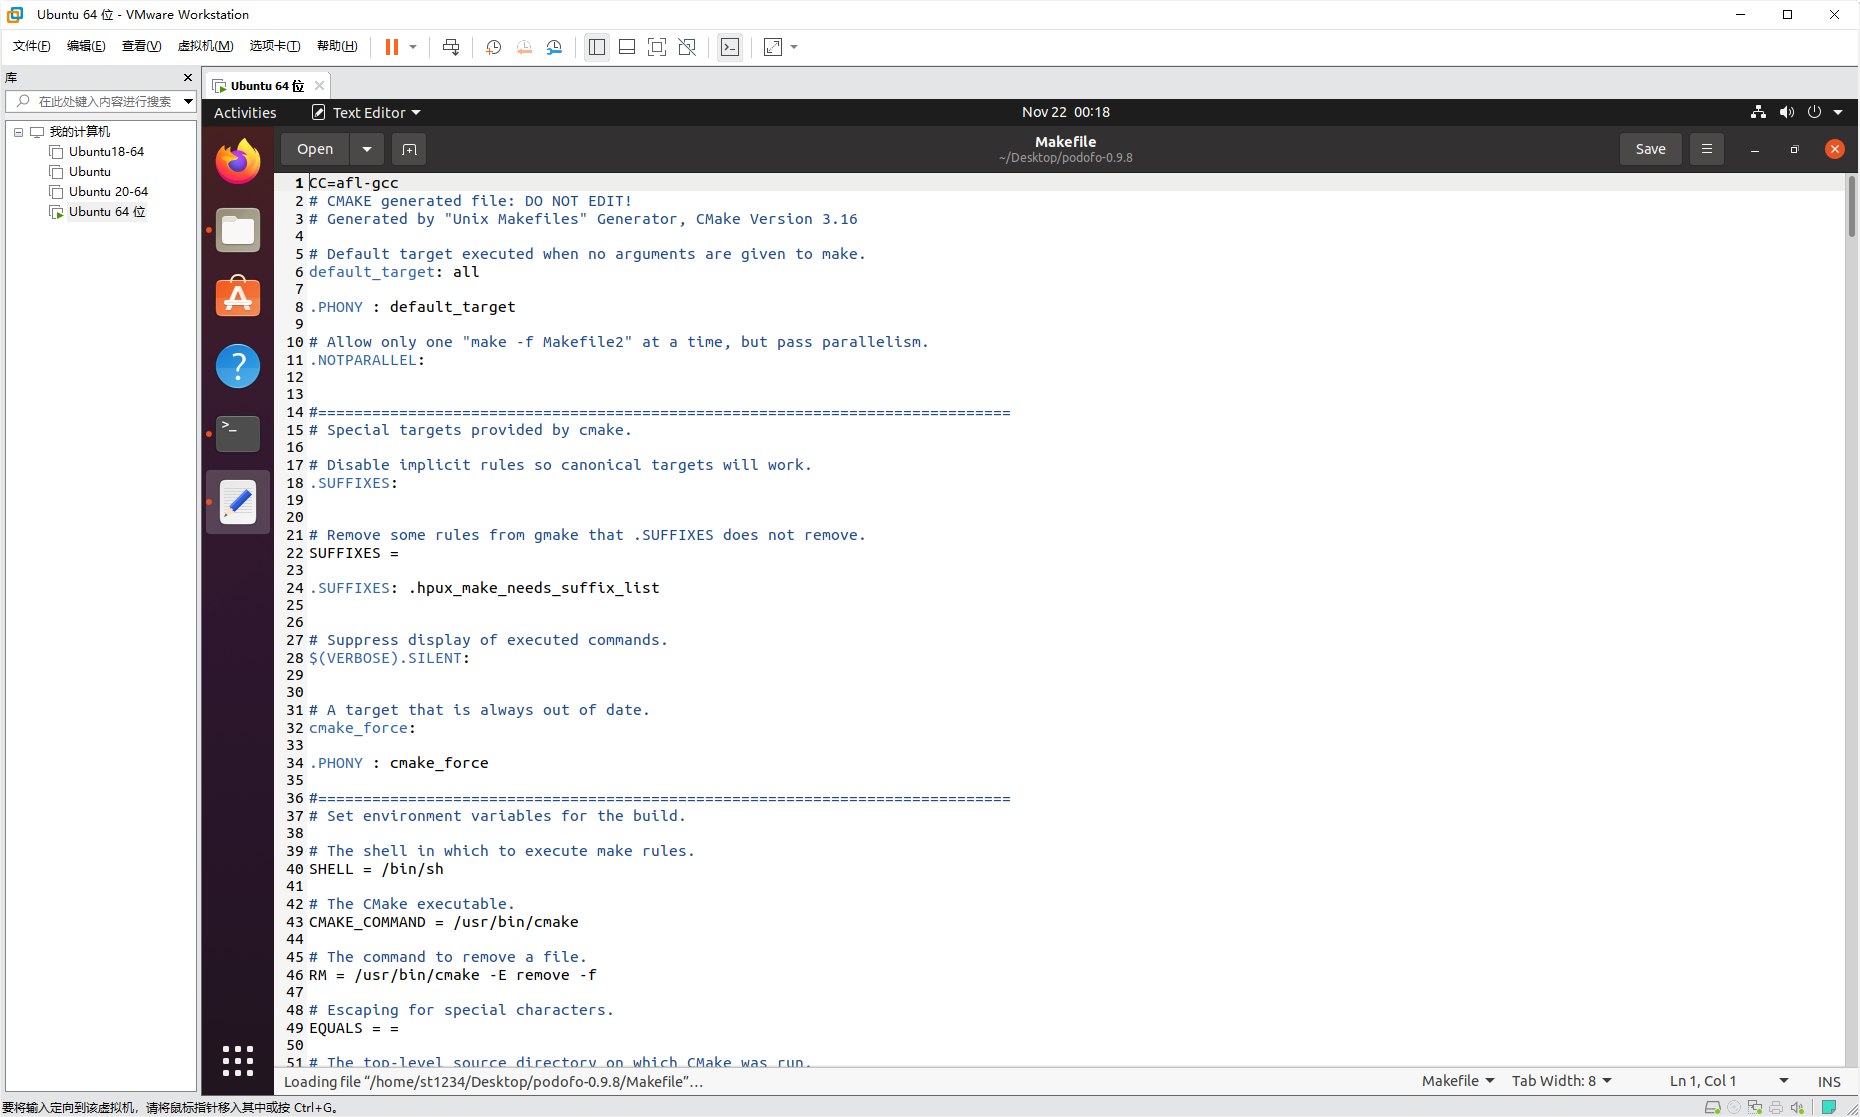 Ubuntu 64 位 - VMware Workstation
文件(F) 编辑(E) 查看(V) 虚拟机(M) 选项卡(T) 帮助(H)
库
在此处键入内容进行搜索
我的计算机
Ubuntu18-64
Ubuntu
Ubuntu 20-64
Ubuntu 64 位
Ubuntu 64 位
Activities Text Editor Nov 22 00:18
Open Makefile Save
~/Desktop/podofo-0.9.8
1 CC=afl-gcc
2 # CMAKE generated file: DO NOT EDIT!
3 # Generated by "Unix Makefiles" Generator, CMake Version 3.16
4
5 # Default target executed when no arguments are given to make.
6 default_target: all
7
8 .PHONY : default_target
9
10 # Allow only one "make -f Makefile2" at a time, but pass parallelism.
11 .NOTPARALLEL:
12
13
14 #=============================================================================
15 # Special targets provided by cmake.
16
17 # Disable implicit rules so canonical targets will work.
18 .SUFFIXES:
19
20
21 # Remove some rules from gmake that .SUFFIXES does not remove.
22 SUFFIXES =
23
24 .SUFFIXES: .hpux_make_needs_suffix_list
25
26
27 # Suppress display of executed commands.
28 $(VERBOSE).SILENT:
29
30
31 # A target that is always out of date.
32 cmake_force:
33
34 .PHONY : cmake_force
35
36 #=============================================================================
37 # Set environment variables for the build.
38
39 # The shell in which to execute make rules.
40 SHELL = /bin/sh
41
42 # The CMake executable.
43 CMAKE_COMMAND = /usr/bin/cmake
44
45 # The command to remove a file.
46 RM = /usr/bin/cmake -E remove -f
47
48 # Escaping for special characters.
49 EQUALS = =
50
51 # The top-level source directory on which CMake was run.
Loading file “/home/st1234/Desktop/podofo-0.9.8/Makefile”… Makefile Tab Width: 8 Ln 1, Col 1 INS
要将输入定向到该虚拟机，请将鼠标指针移入其中或按 Ctrl+G。